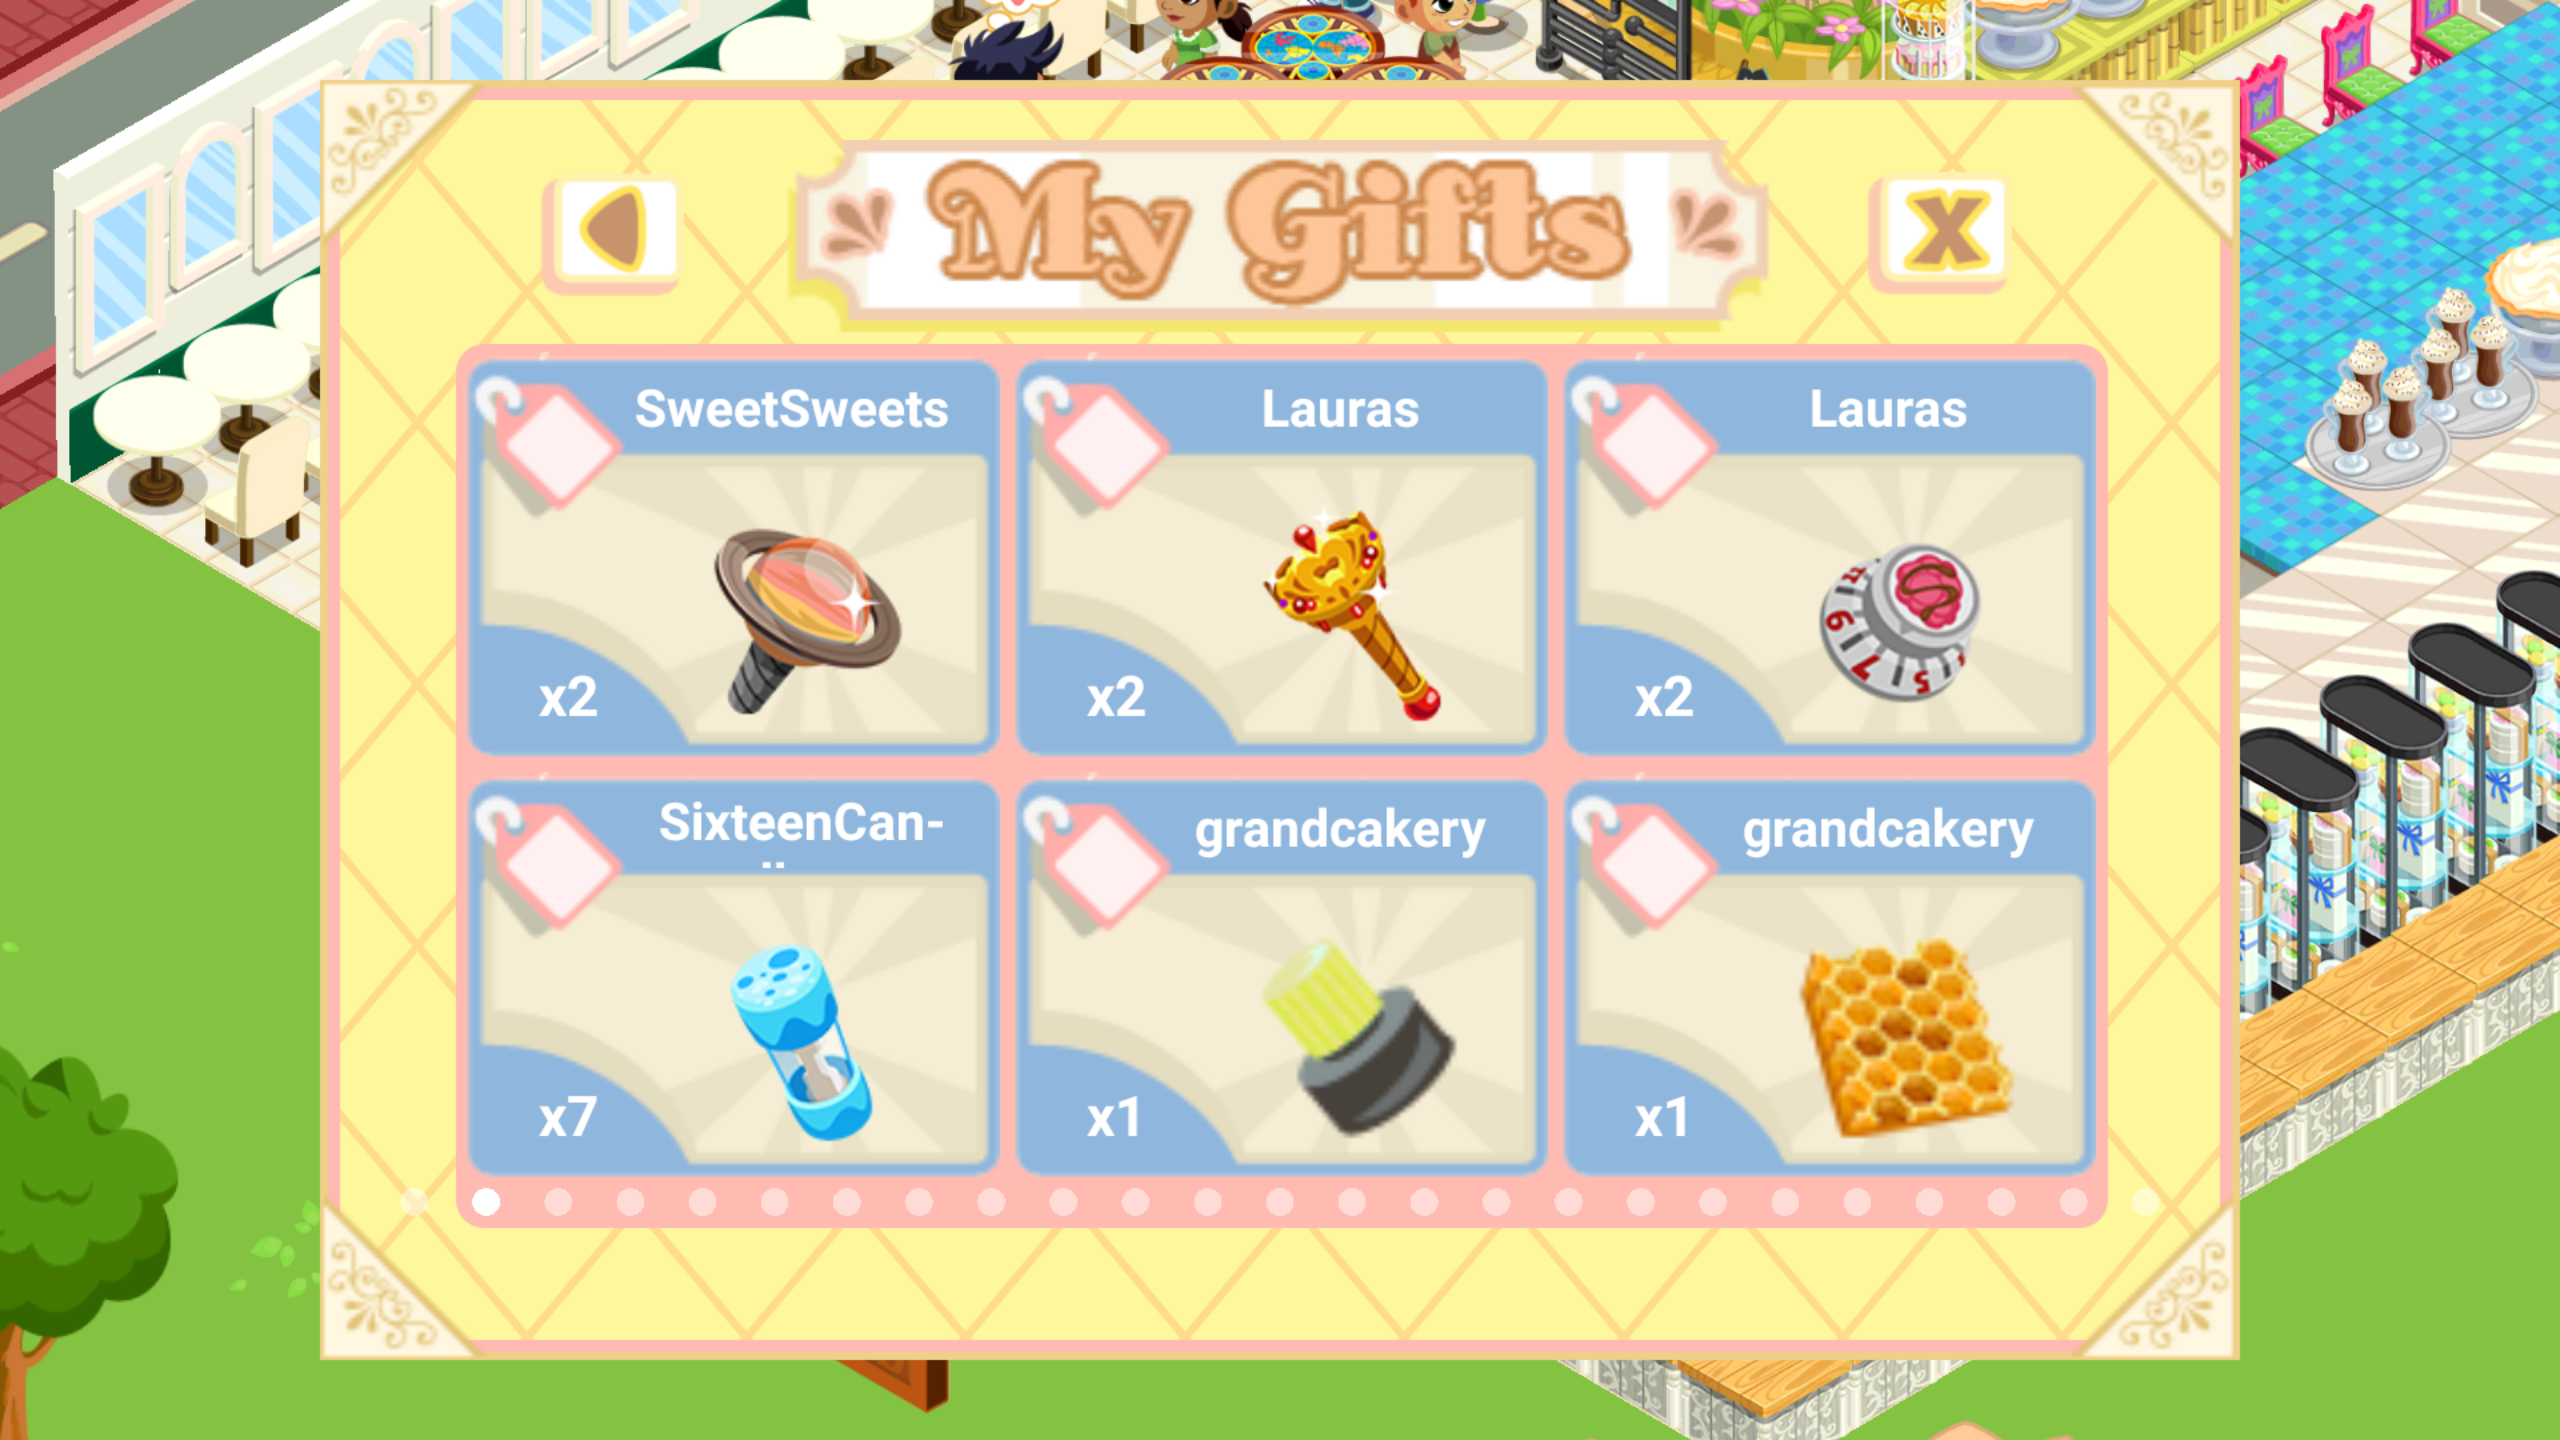 My Gifts
SweetSweets
Lauras
Lauras
x2
x2
x2
SixteenCan-
grandcakery
grandcakery
x7
x1
x1